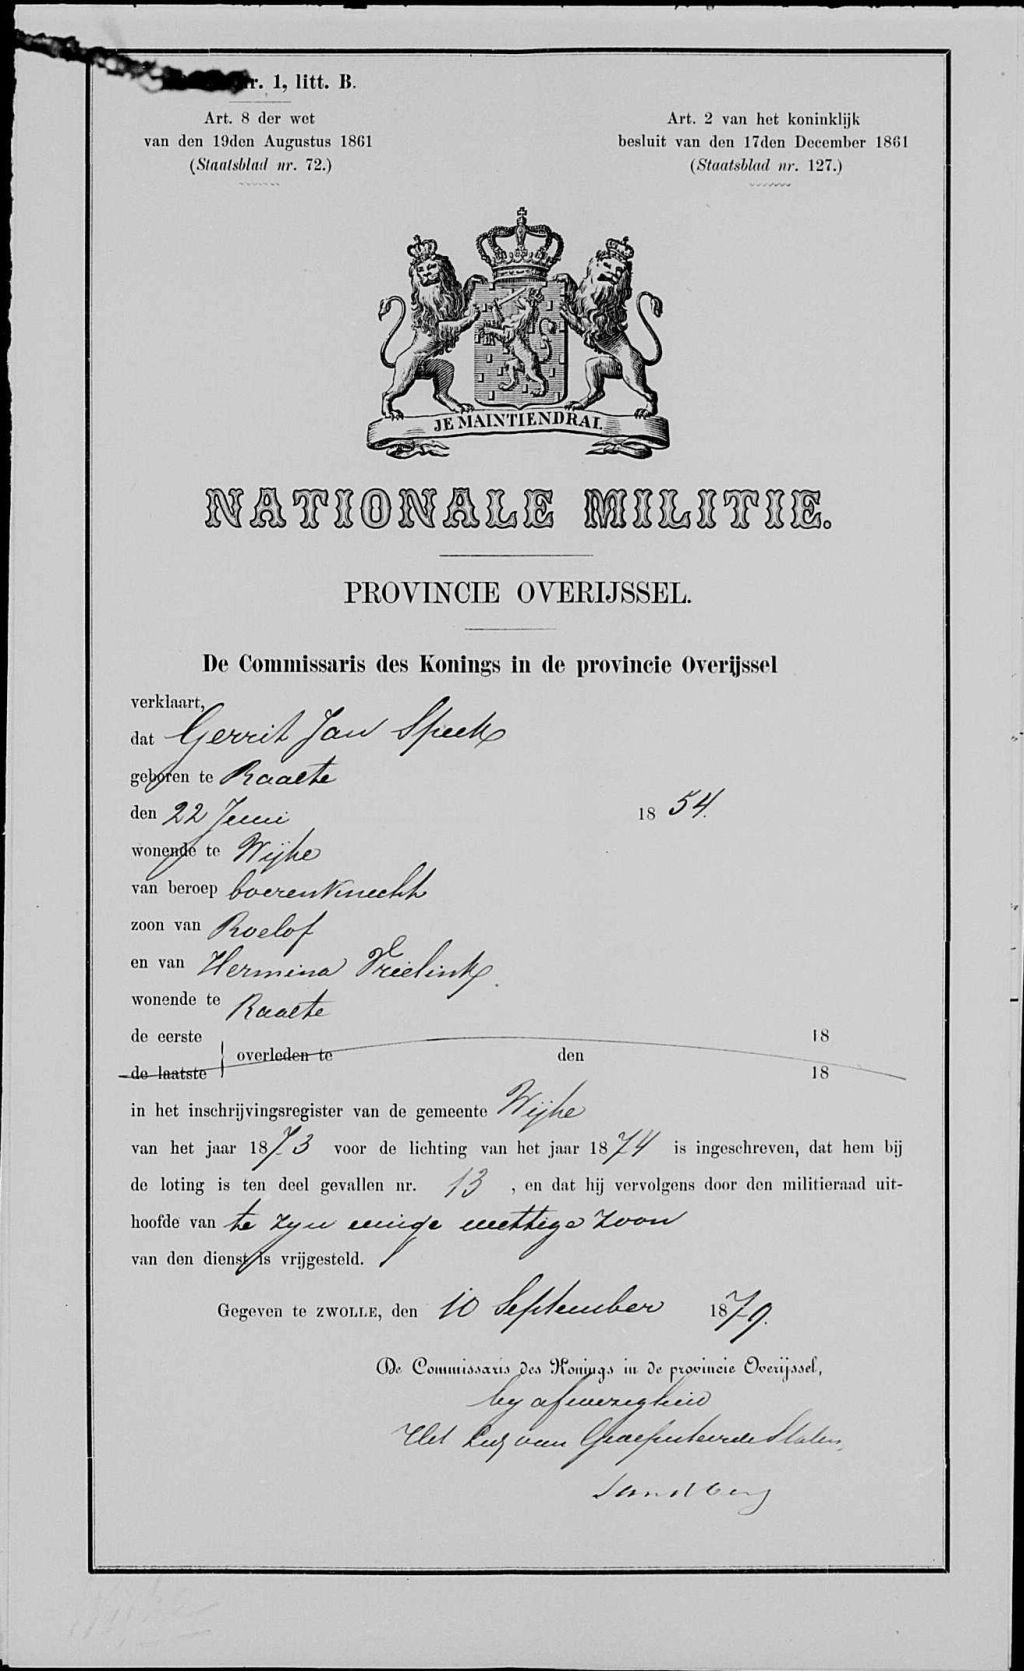 r. 1, litt. B.
Art. 8 der wet
van den 19den Augustus 1861
(Staatsblad nr. 72.)
Art. 2 van het koninklijk
besluit van den 17den December 1861
(Staatsblad nr. 127.)
JE MAINTIENDRAI.
NATIONALE MILITIE.
PROVINCIE OVERIJSSEL.
De Commissaris des Konings in de provincie Overijssel
verklaart,
dat Gerrit Jan Speek
geboren te Raalte
den 22 Juni 1854.
wonende te Wijhe
van beroep boerenknecht
zoon van Roelof
en van Hermina Frielink
wonende te Raalte
de eerste 18
overleden te den
de laatste 18
in het inschrijvingsregister van de gemeente Wijhe
van het jaar 1873 voor de lichting van het jaar 1874 is ingeschreven, dat hem bij
de loting is ten deel gevallen nr. 13, en dat hij vervolgens door den militieraad uit-
hoofde van te zijn eenige wettige zoon
van den dienst is vrijgesteld.
Gegeven te ZWOLLE, den 10 September 1879.
De Commissaris des Konings in de provincie Overijssel,
bij afwezigheid
Het Lid van Gedeputeerde Staten,
Sandberg